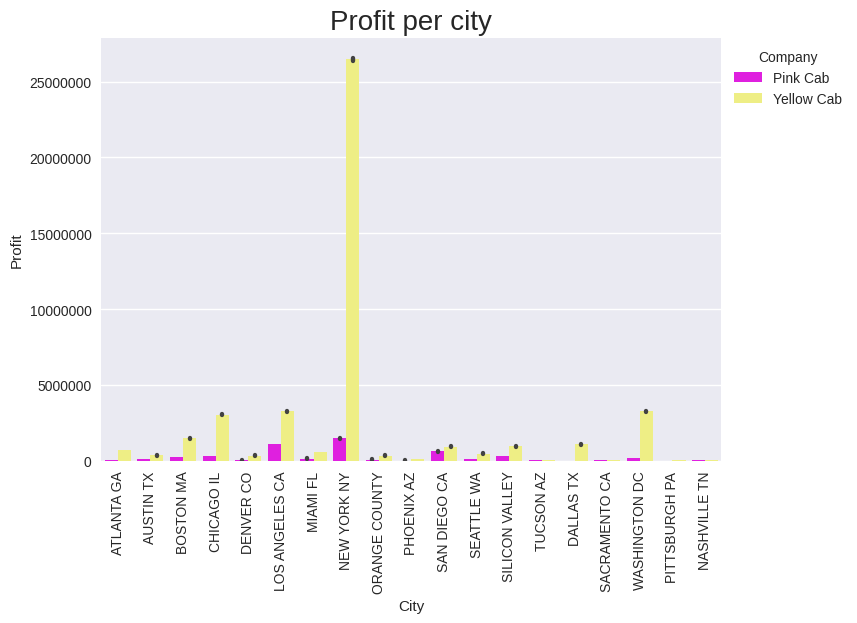 Profit per city
Company
Pink Cab
Yellow Cab
Profit
25000000
20000000
15000000
10000000
5000000
0
ATLANTA GA
AUSTIN TX
BOSTON MA
CHICAGO IL
DENVER CO
LOS ANGELES CA
MIAMI FL
NEW YORK NY
ORANGE COUNTY
PHOENIX AZ
SAN DIEGO CA
SEATTLE WA
SILICON VALLEY
TUCSON AZ
DALLAS TX
SACRAMENTO CA
WASHINGTON DC
PITTSBURGH PA
NASHVILLE TN
City